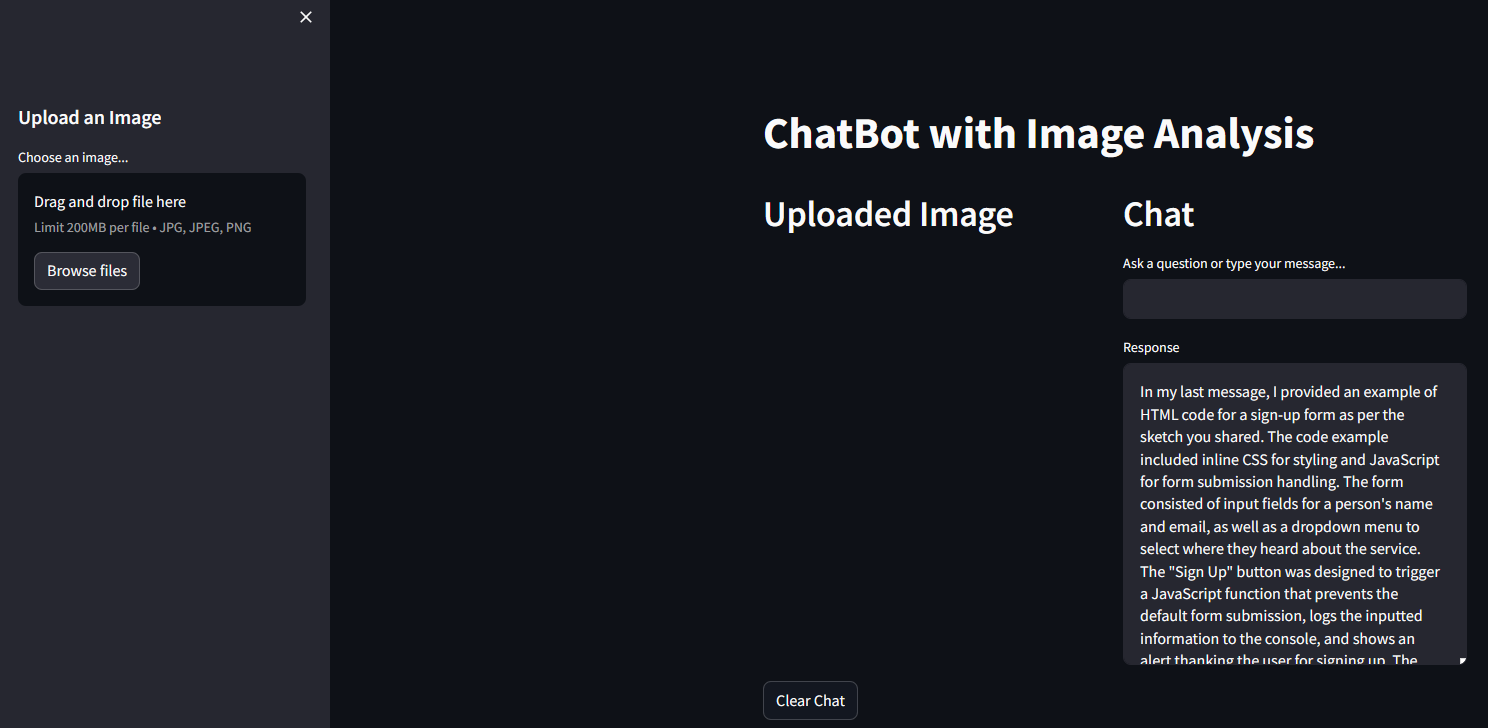 Upload an Image
Choose an image...
Drag and drop file here
Limit 200MB per file • JPG, JPEG, PNG
Browse files
ChatBot with Image Analysis
Uploaded Image
Chat
Ask a question or type your message...
Response
In my last message, I provided an example of
HTML code for a sign-up form as per the
sketch you shared. The code example
included inline CSS for styling and JavaScript
for form submission handling. The form
consisted of input fields for a person's name
and email, as well as a dropdown menu to
select where they heard about the service.
The "Sign Up" button was designed to trigger
a JavaScript function that prevents the
default form submission, logs the inputted
information to the console, and shows an
alert thanking the user for signing up. The
Clear Chat